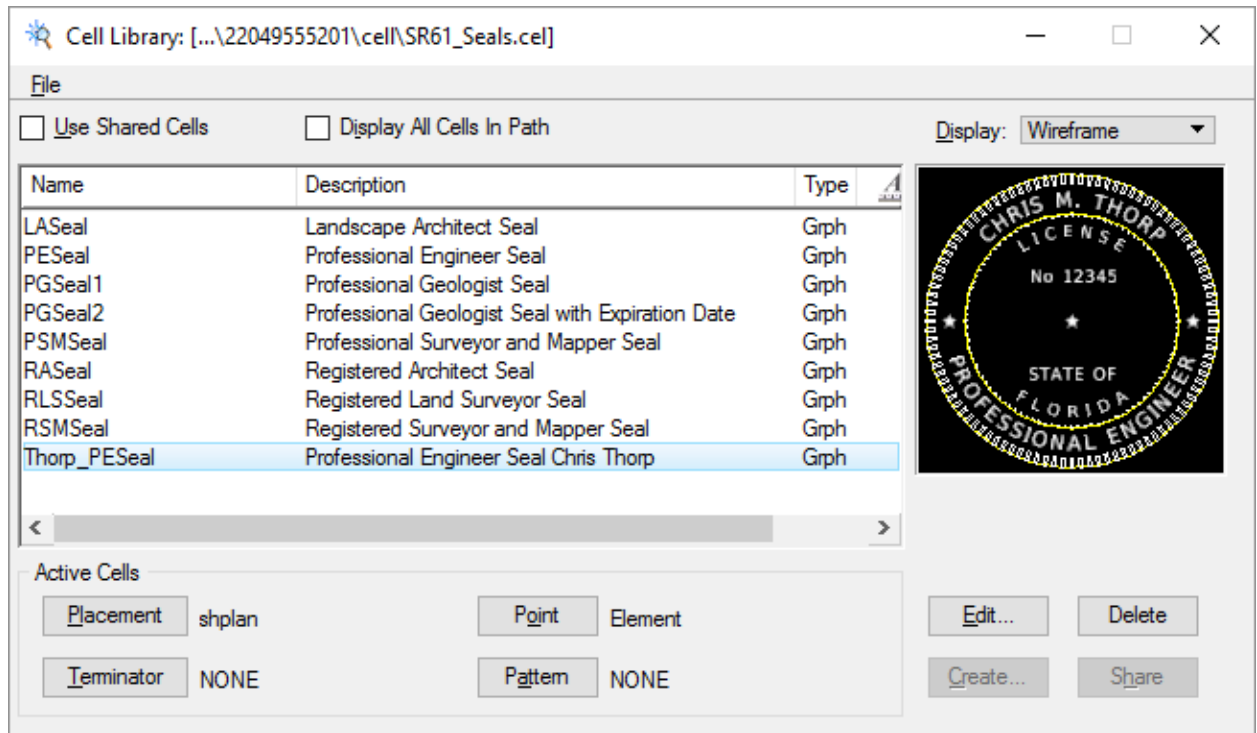 Cell Library: [...\22049555201\cell\SR61_Seals.cel]
File
Use Shared Cells Display All Cells In Path Display: Wireframe
Name Description Type
LASeal Landscape Architect Seal Grph
PESeal Professional Engineer Seal Grph
PGSeal1 Professional Geologist Seal Grph
PGSeal2 Professional Geologist Seal with Expiration Date Grph
PSMSeal Professional Surveyor and Mapper Seal Grph
RASeal Registered Architect Seal Grph
RLSSeal Registered Land Surveyor Seal Grph
RSMSeal Registered Surveyor and Mapper Seal Grph
Thorp_PESeal Professional Engineer Seal Chris Thorp Grph
CHRIS M. THORP
LICENSE
No 12345
STATE OF
FLORIDA
PROFESSIONAL ENGINEER
Active Cells
Placement shplan Point Element Edit... Delete
Terminator NONE Pattern NONE Create... Share